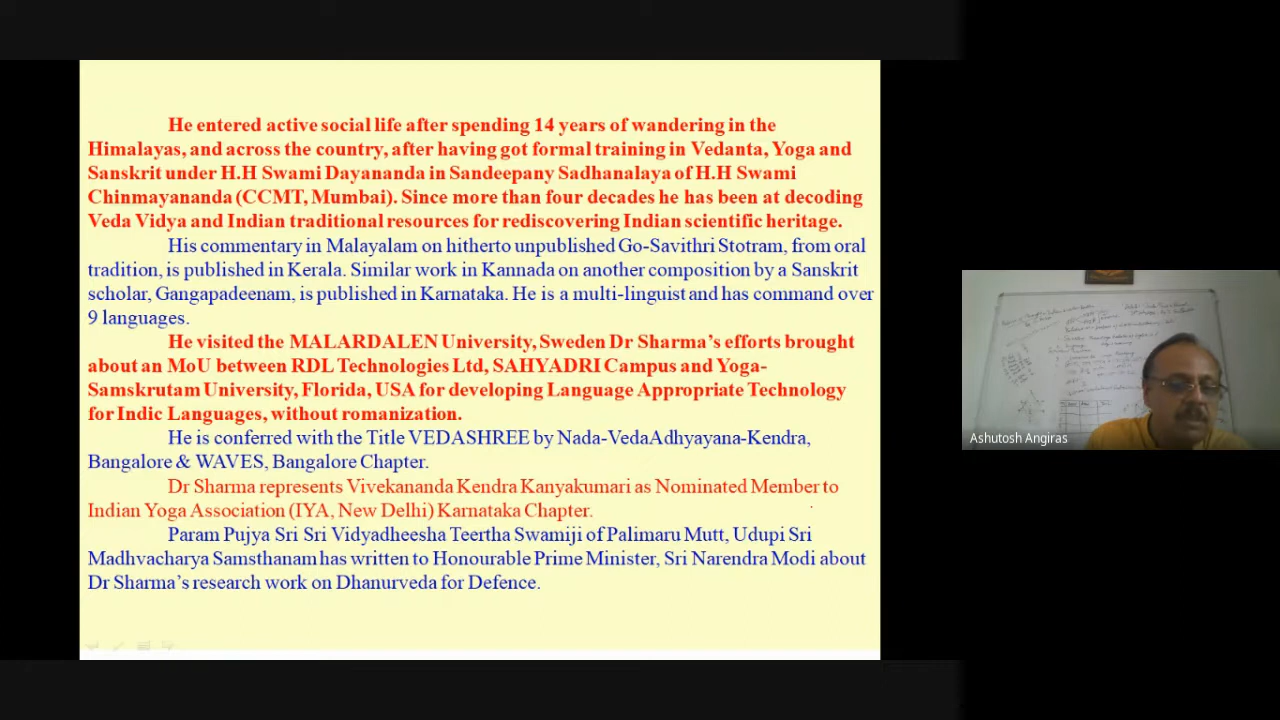 He entered active social life after spending 14 years of wandering in the
Himalayas, and across the country, after having got formal training in Vedanta, Yoga and
Sanskrit under H.H Swami Dayananda in Sandeepany Sadhanalaya of H.H Swami
Chinmayananda (CCMT, Mumbai). Since more than four decades he has been at decoding
Veda Vidya and Indian traditional resources for rediscovering Indian scientific heritage.
His commentary in Malayalam on hitherto unpublished Go-Savithri Stotram, from oral
tradition, is published in Kerala. Similar work in Kannada on another composition by a Sanskrit
scholar, Gangapadeenam, is published in Karnataka. He is a multi-linguist and has command over
9 languages.
He visited the MALARDALEN University, Sweden Dr Sharma's efforts brought
about an MoU between RDL Technologies Ltd, SAHYADRI Campus and Yoga-
Samskrutam University, Florida, USA for developing Language Appropriate Technology
for Indic Languages, without romanization.
He is conferred with the Title VEDASHREE by Nada-VedaAdhyayana-Kendra,
Bangalore & WAVES, Bangalore Chapter.
Dr Sharma represents Vivekananda Kendra Kanyakumari as Nominated Member to
Indian Yoga Association (IYA, New Delhi) Karnataka Chapter.
Param Pujya Sri Sri Vidyadheesha Teertha Swamiji of Palimaru Mutt, Udupi Sri
Madhvacharya Samsthanam has written to Honourable Prime Minister, Sri Narendra Modi about
Dr Sharma's research work on Dhanurveda for Defence.
Ashutosh Angiras